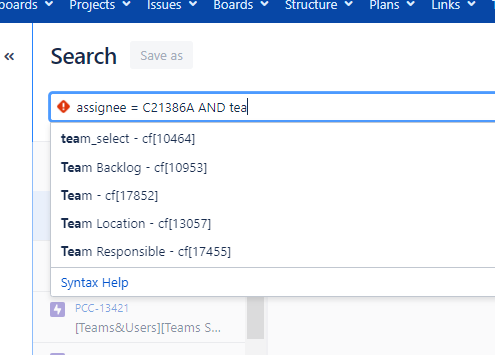 boards Projects Issues Boards Structure Plans Links
«
Search
Save as
assignee = C21386A AND tea
team_select - cf[10464]
Team Backlog - cf[10953]
Team - cf[17852]
Team Location - cf[13057]
Team Responsible - cf[17455]
Syntax Help
PCC-13421
[Teams&Users][Teams S...